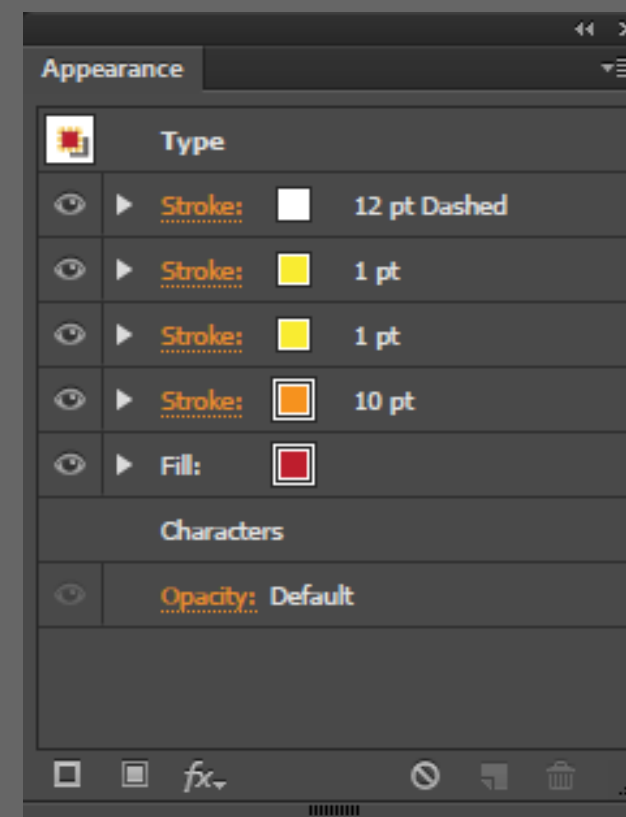 Appearance
Type
Stroke: 12 pt Dashed
Stroke: 1 pt
Stroke: 1 pt
Stroke: 10 pt
Fill:
Characters
Opacity: Default
fx